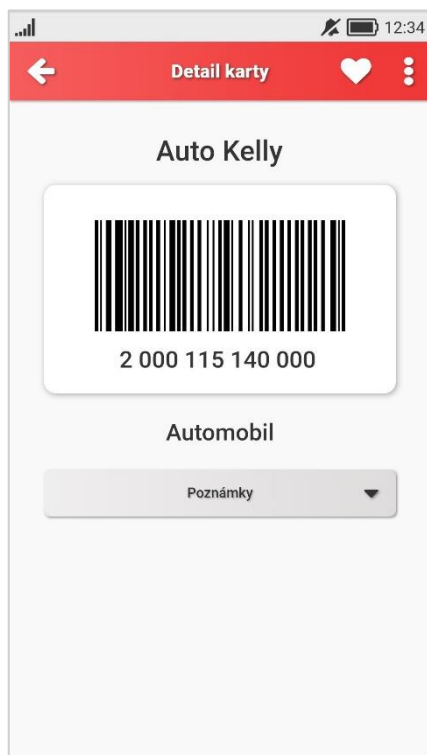 12:34
Detail karty
Auto Kelly
2 000 115 140 000
Automobil
Poznámky